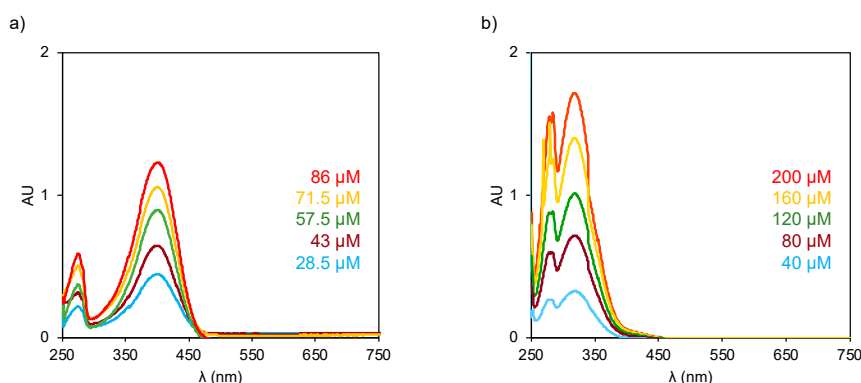 a)
2
1
0
AU
86 µM
71.5 µM
57.5 µM
43 µM
28.5 µM
250 350 450 550 650 750
λ (nm)
b)
2
1
0
AU
200 µM
160 µM
120 µM
80 µM
40 µM
250 350 450 550 650 750
λ (nm)